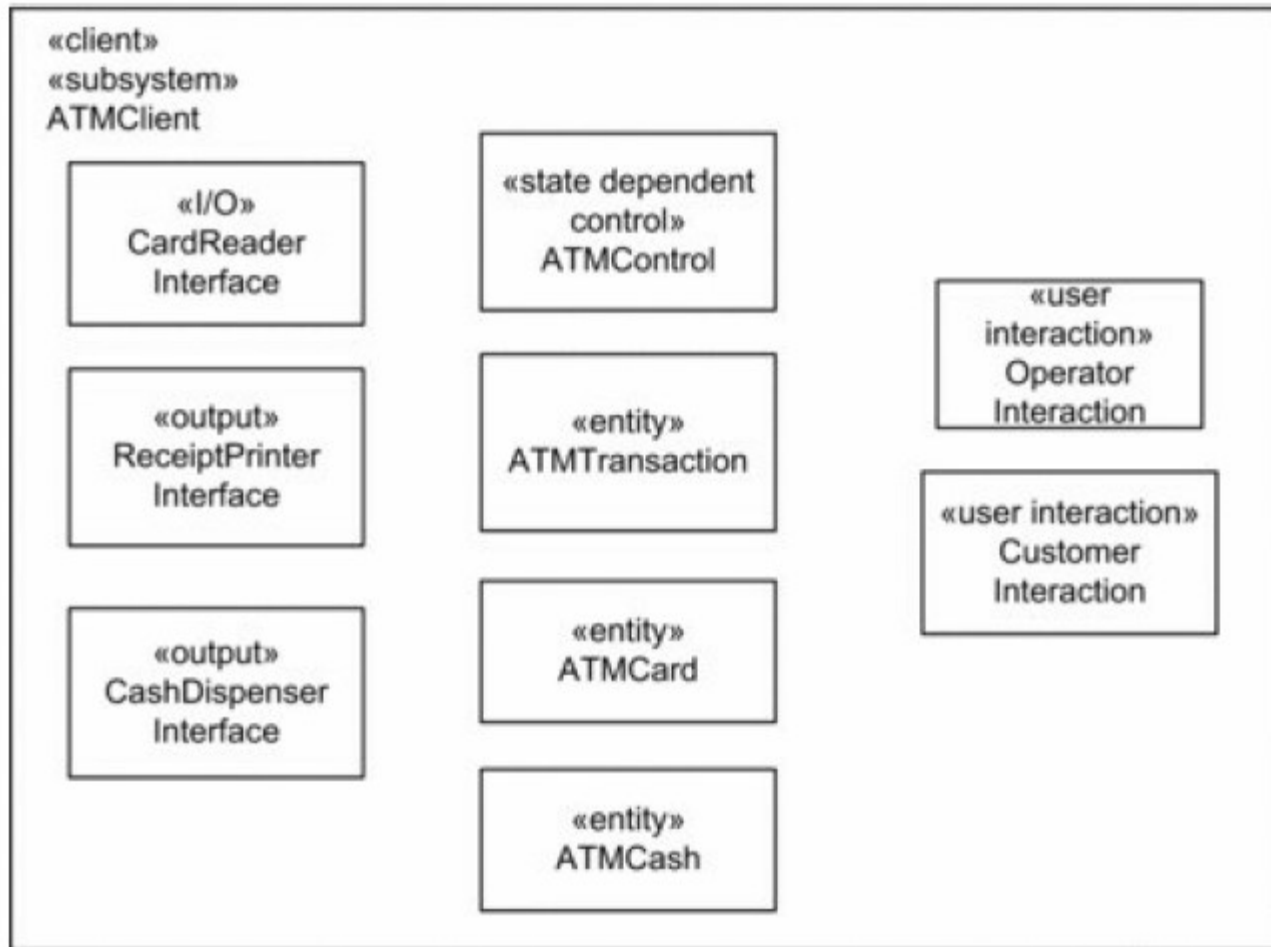 «client»
«subsystem»
ATMClient
«I/O»
CardReader
Interface
«output»
ReceiptPrinter
Interface
«output»
CashDispenser
Interface
«state dependent
control»
ATMControl
«entity»
ATMTransaction
«entity»
ATMCard
«entity»
ATMCash
«user
interaction»
Operator
Interaction
«user interaction»
Customer
Interaction